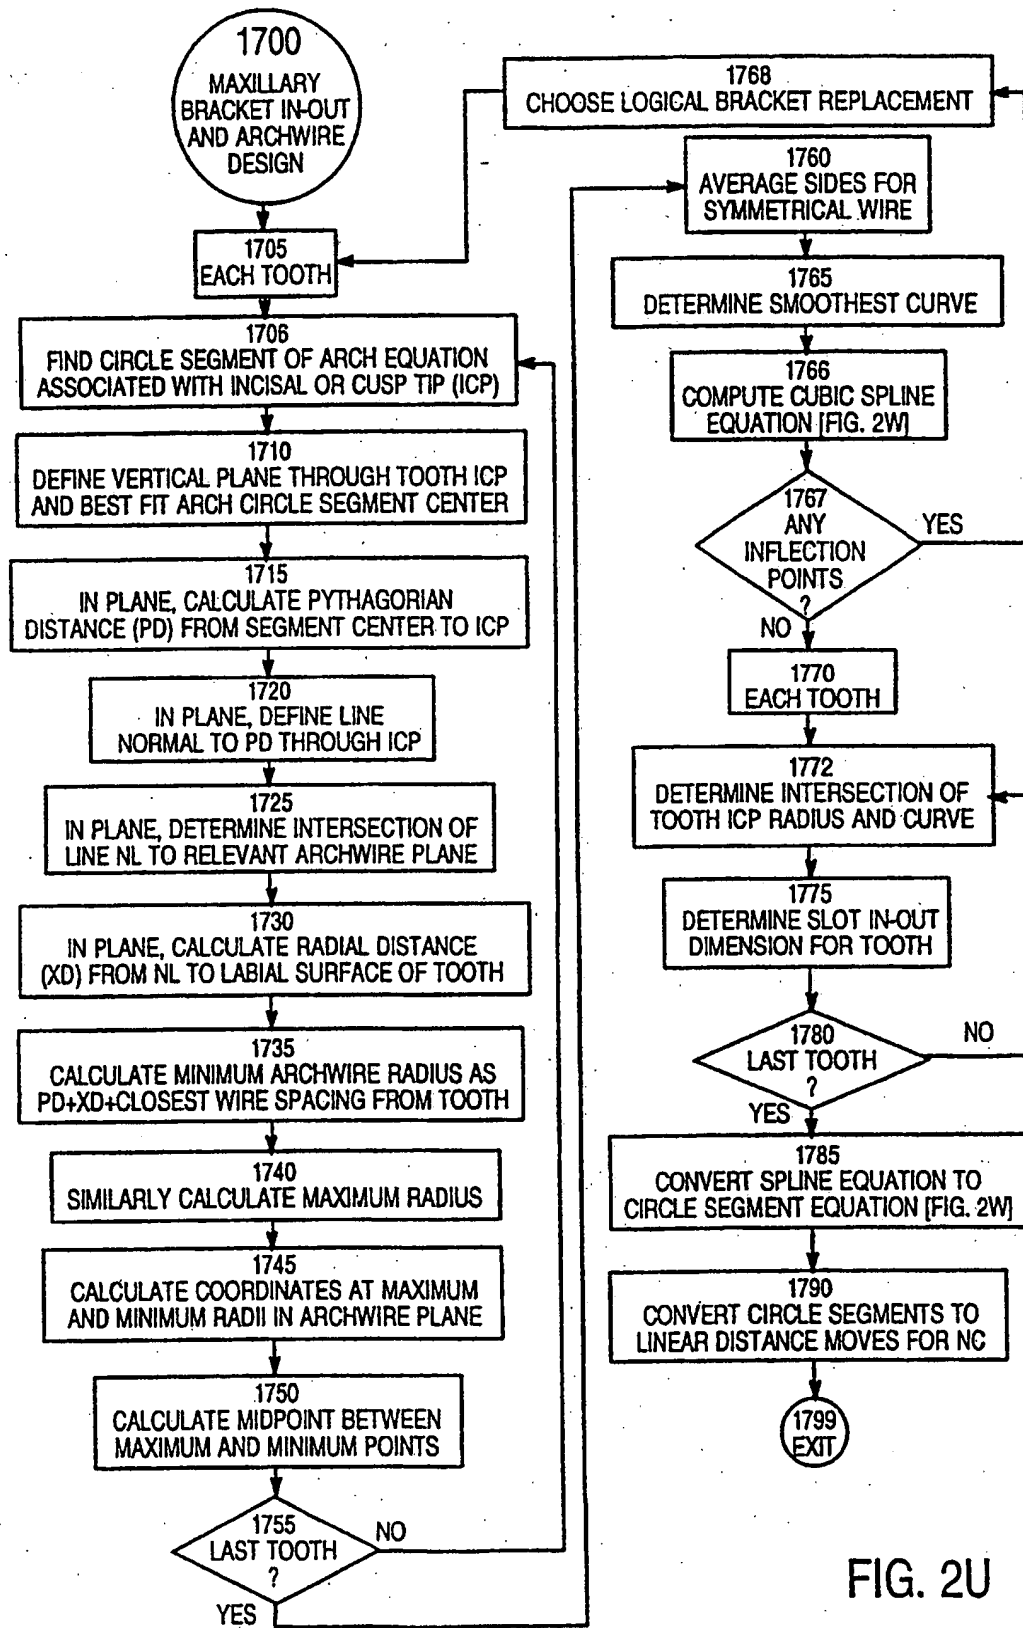 1700
MAXILLARY
BRACKET IN-OUT
AND ARCHWIRE
DESIGN
1705
EACH TOOTH
1706
FIND CIRCLE SEGMENT OF ARCH EQUATION
ASSOCIATED WITH INCISAL OR CUSP TIP (ICP)
1710
DEFINE VERTICAL PLANE THROUGH TOOTH ICP
AND BEST FIT ARCH CIRCLE SEGMENT CENTER
1715
IN PLANE, CALCULATE PYTHAGORIAN
DISTANCE (PD) FROM SEGMENT CENTER TO ICP
1720
IN PLANE, DEFINE LINE
NORMAL TO PD THROUGH ICP
1725
IN PLANE, DETERMINE INTERSECTION OF
LINE NL TO RELEVANT ARCHWIRE PLANE
1730
IN PLANE, CALCULATE RADIAL DISTANCE
(XD) FROM NL TO LABIAL SURFACE OF TOOTH
1735
CALCULATE MINIMUM ARCHWIRE RADIUS AS
PD+XD+CLOSEST WIRE SPACING FROM TOOTH
1740
SIMILARLY CALCULATE MAXIMUM RADIUS
1745
CALCULATE COORDINATES AT MAXIMUM
AND MINIMUM RADII IN ARCHWIRE PLANE
1750
CALCULATE MIDPOINT BETWEEN
MAXIMUM AND MINIMUM POINTS
1755
LAST TOOTH
?
NO
YES
1768
CHOOSE LOGICAL BRACKET REPLACEMENT
1760
AVERAGE SIDES FOR
SYMMETRICAL WIRE
1765
DETERMINE SMOOTHEST CURVE
1766
COMPUTE CUBIC SPLINE
EQUATION [FIG. 2W]
1767
ANY
INFLECTION
POINTS
?
YES
NO
1770
EACH TOOTH
1772
DETERMINE INTERSECTION OF
TOOTH ICP RADIUS AND CURVE
1775
DETERMINE SLOT IN-OUT
DIMENSION FOR TOOTH
1780
LAST TOOTH
?
NO
YES
1785
CONVERT SPLINE EQUATION TO
CIRCLE SEGMENT EQUATION [FIG. 2W]
1790
CONVERT CIRCLE SEGMENTS TO
LINEAR DISTANCE MOVES FOR NC
1799
EXIT
FIG. 2U